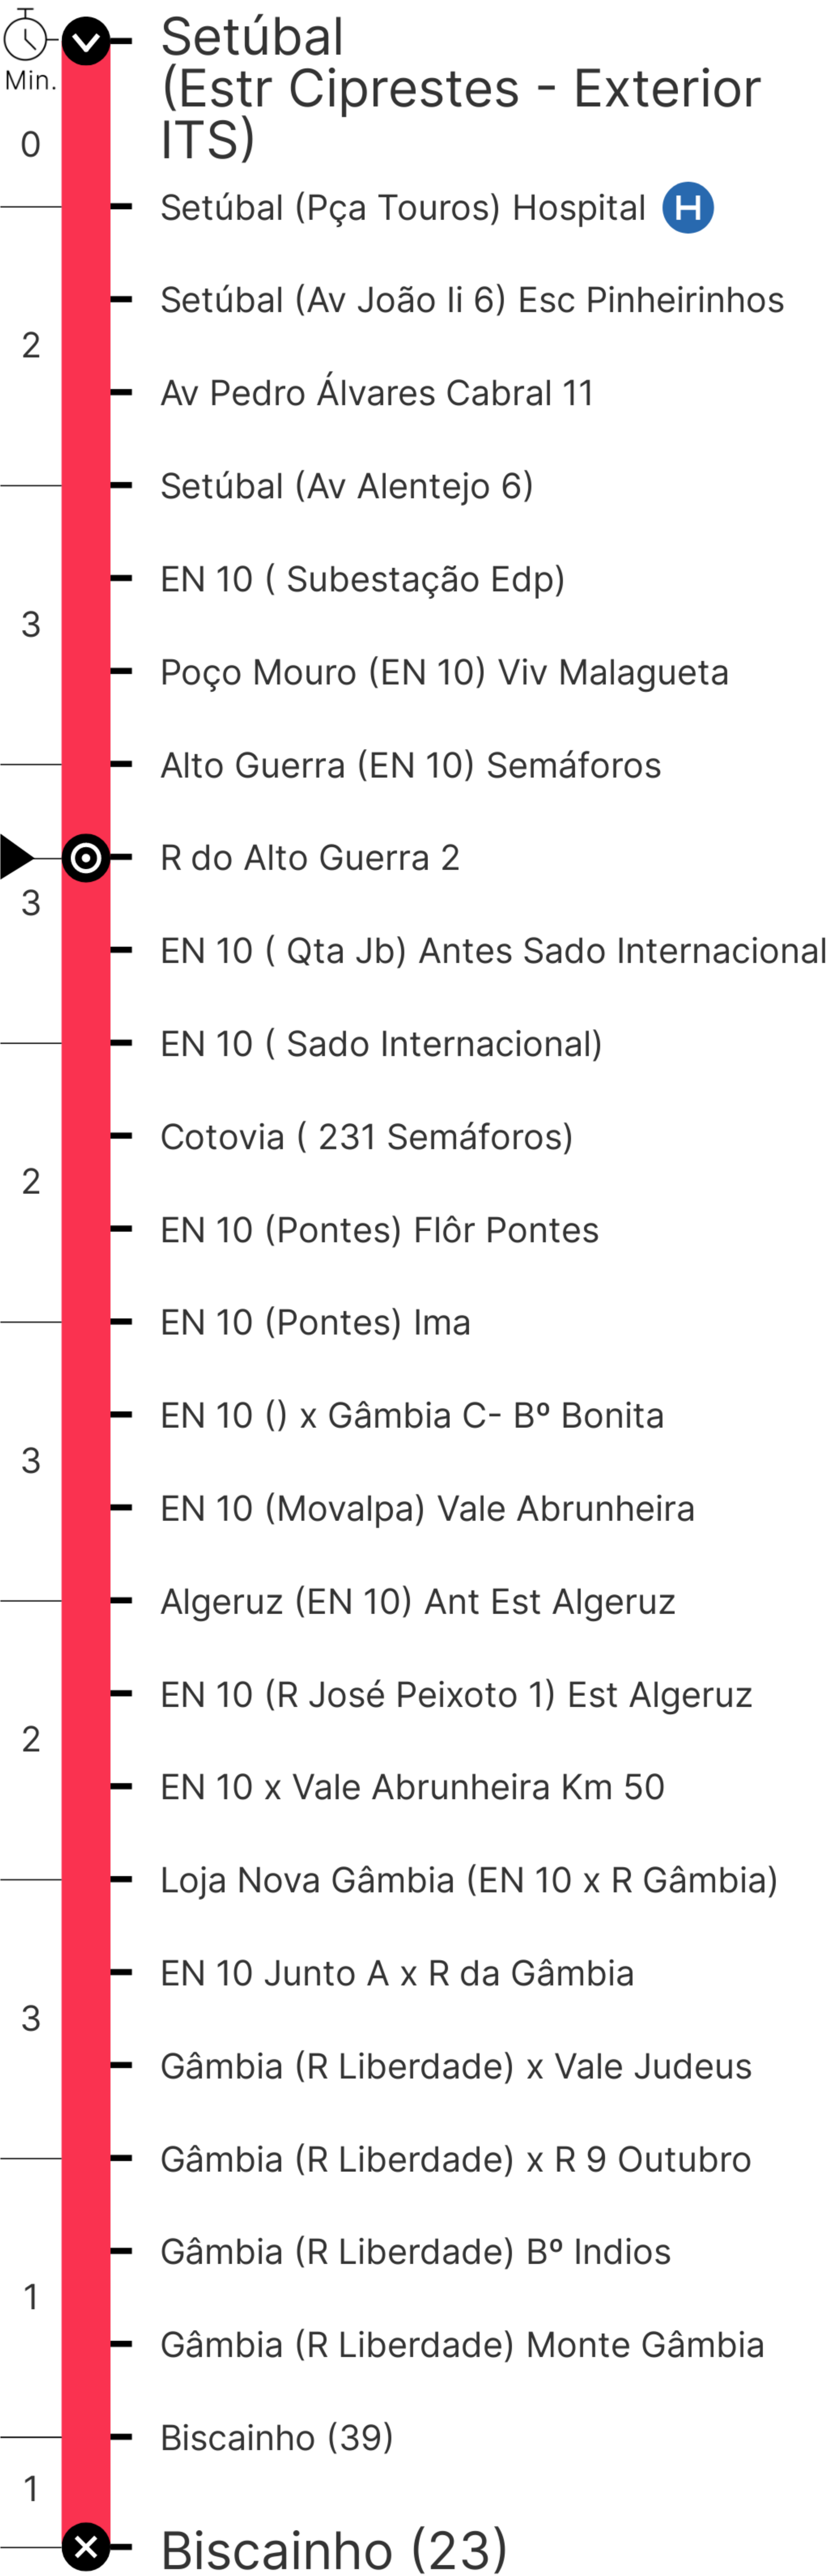 Setúbal
(Estr Ciprestes - Exterior
ITS)
Min.
0
Setúbal (Pça Touros) Hospital H
Setúbal (Av João Ii 6) Esc Pinheirinhos
2
Av Pedro Álvares Cabral 11
Setúbal (Av Alentejo 6)
EN 10 ( Subestação Edp)
3
Poço Mouro (EN 10) Viv Malagueta
Alto Guerra (EN 10) Semáforos
R do Alto Guerra 2
3
EN 10 ( Qta Jb) Antes Sado Internacional
EN 10 ( Sado Internacional)
Cotovia ( 231 Semáforos)
2
EN 10 (Pontes) Flôr Pontes
EN 10 (Pontes) Ima
EN 10 () x Gâmbia C- Bº Bonita
3
EN 10 (Movalpa) Vale Abrunheira
Algeruz (EN 10) Ant Est Algeruz
EN 10 (R José Peixoto 1) Est Algeruz
2
EN 10 x Vale Abrunheira Km 50
Loja Nova Gâmbia (EN 10 x R Gâmbia)
EN 10 Junto A x R da Gâmbia
3
Gâmbia (R Liberdade) x Vale Judeus
Gâmbia (R Liberdade) x R 9 Outubro
Gâmbia (R Liberdade) Bº Indios
1
Gâmbia (R Liberdade) Monte Gâmbia
Biscainho (39)
1
Biscainho (23)